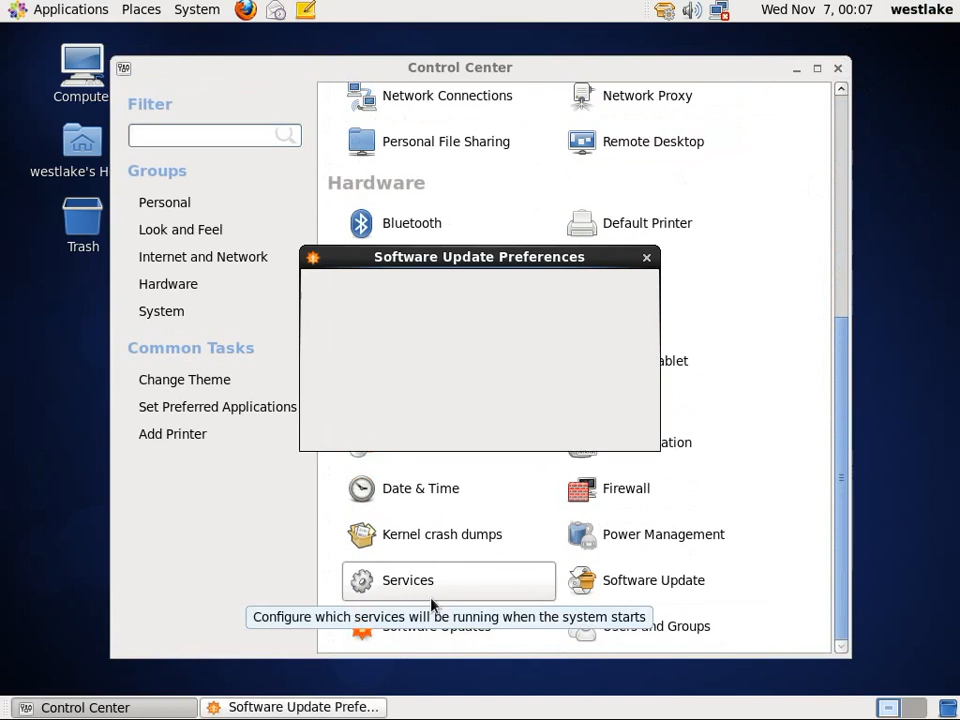 Applications Places System Wed Nov 7, 00:07 westlake
Compute
westlake's H
Trash
Control Center
Filter
Groups
Personal
Look and Feel
Internet and Network
Hardware
System
Common Tasks
Change Theme
Set Preferred Applications
Add Printer
Network Connections Network Proxy
Personal File Sharing Remote Desktop
Hardware
Bluetooth Default Printer
Software Update Preferences
ablet
ation
Date & Time Firewall
Kernel crash dumps Power Management
Services Software Update
Configure which services will be running when the system starts
Software Updates Users and Groups
Control Center Software Update Prefe...